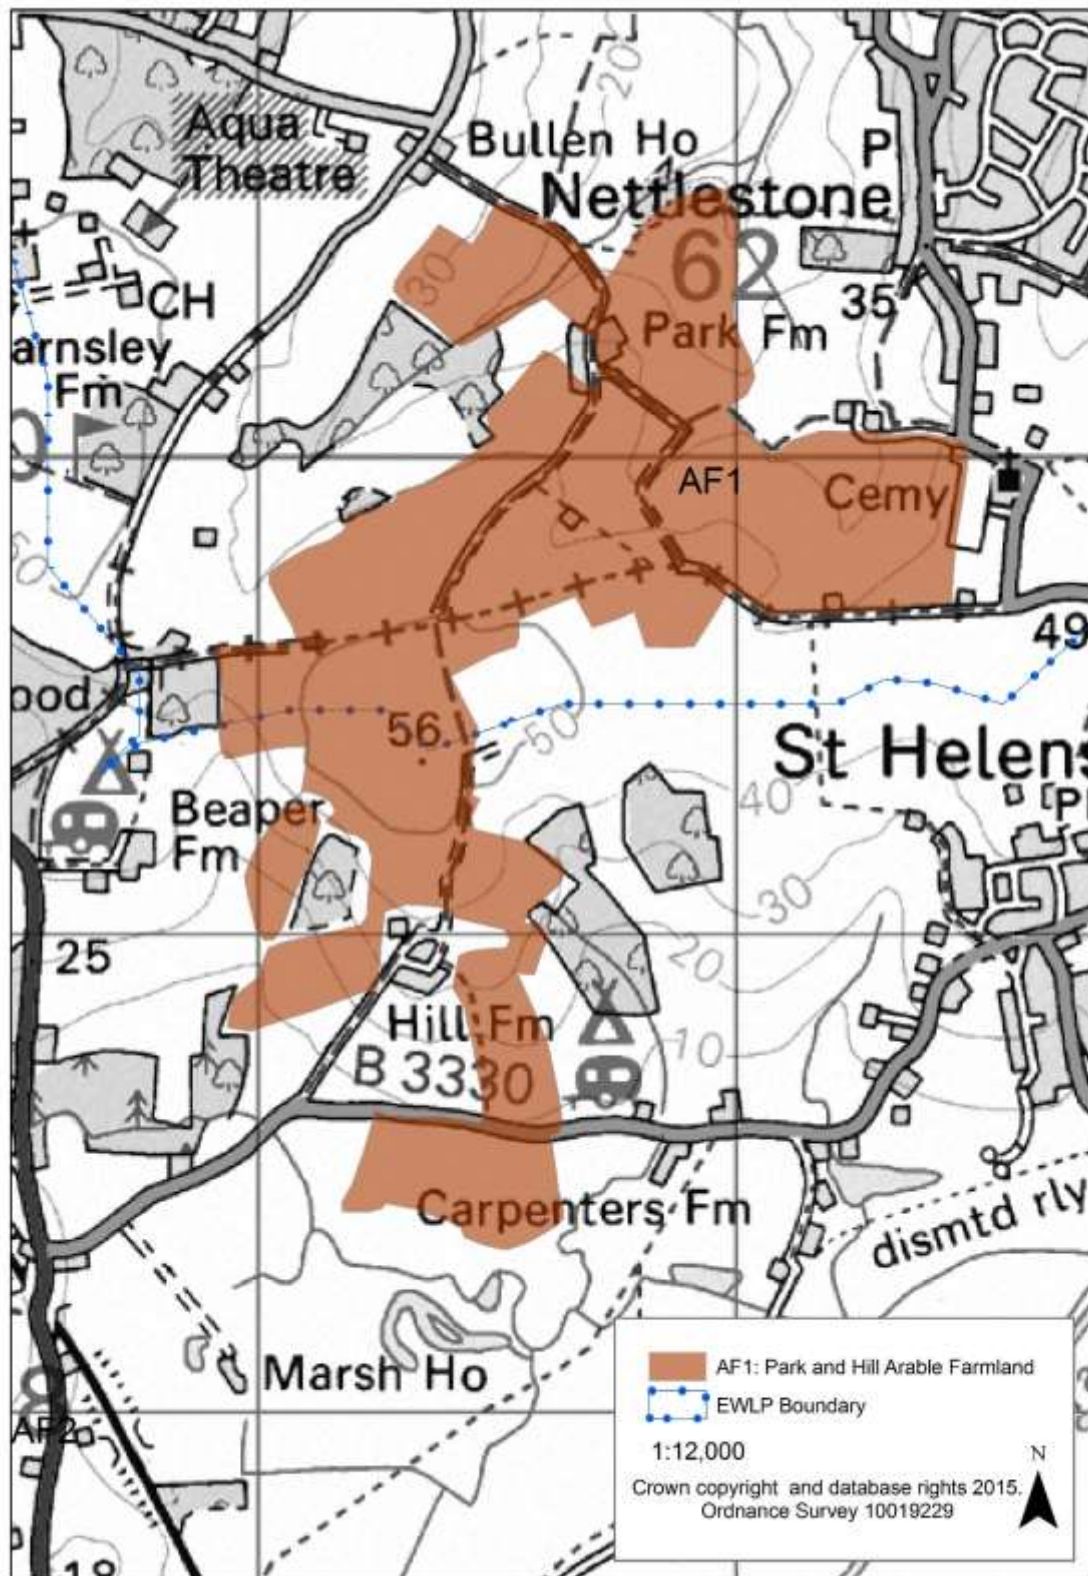 20
Aqua
Theatre
Bullen Ho
Nettlestone
P
62
30
CH
35
Park Fm
arnsley
Fm
AF1
Cemy
49
ood
56
50
St Helens
40
Beaper
Fm
P
30
25
20
Hill Fm
10
B 3330
Carpenters Fm
dismtd rly
Marsh Ho
AF2
18
AF1: Park and Hill Arable Farmland
EWLP Boundary
1:12,000
N
Crown copyright and database rights 2015.
Ordnance Survey 10019229